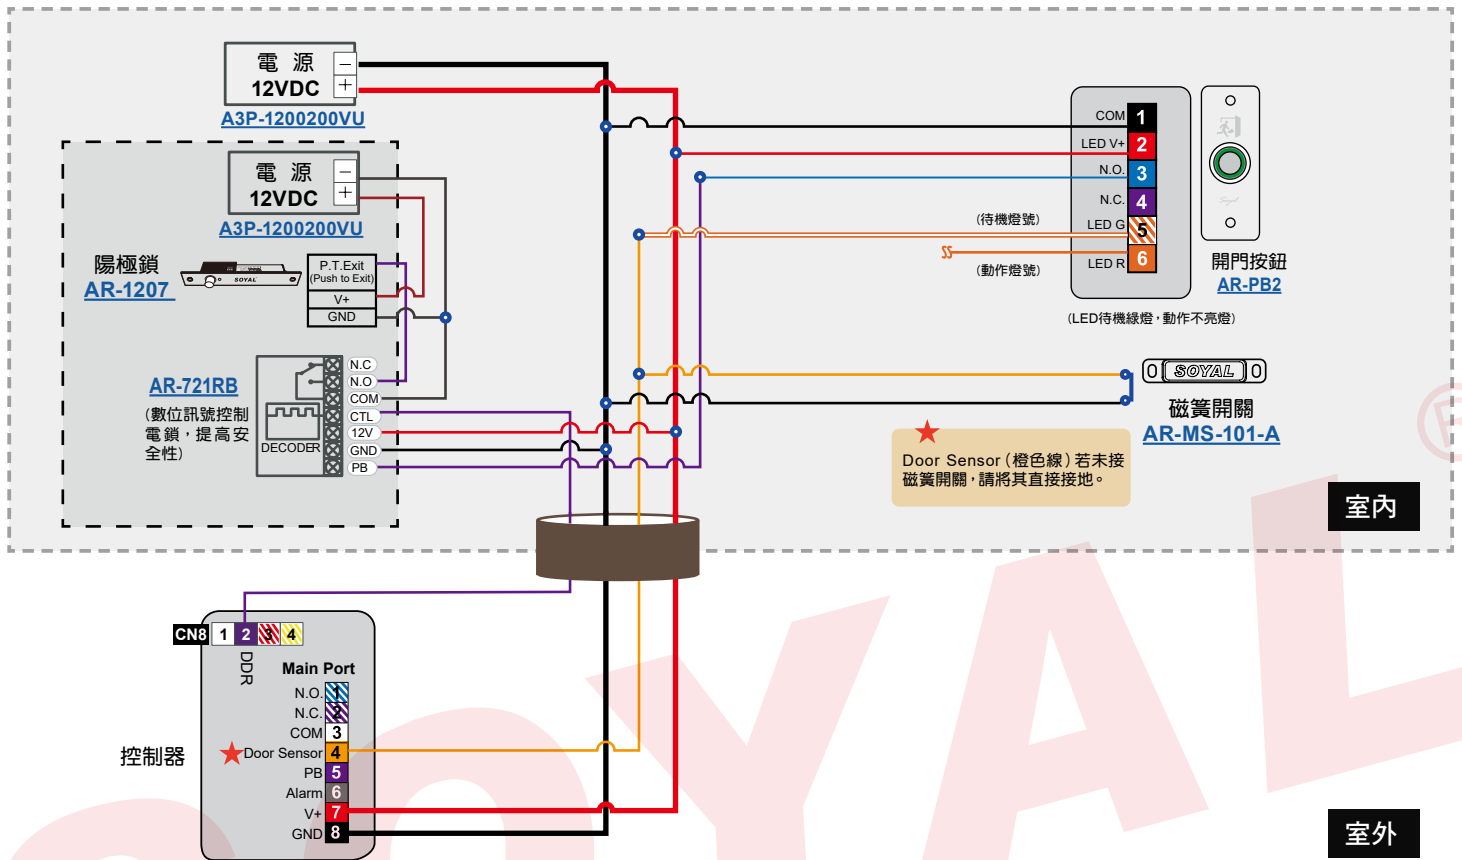 電 源
12VDC
−
+
A3P-1200200VU
電 源
12VDC
−
+
A3P-1200200VU
陽極鎖
AR-1207
SOYAL
P.T.Exit
(Push to Exit)
V+
GND
AR-721RB
(數位訊號控制
電鎖，提高安
全性)
DECODER
N.C
N.O
COM
CTL
12V
GND
PB
COM 1
LED V+ 2
N.O. 3
N.C. 4
(待機燈號)
LED G 5
LED R 6
(動作燈號)
(LED待機綠燈，動作不亮燈)
Soyal
開門按鈕
AR-PB2
SOYAL
磁簧開關
AR-MS-101-A
Door Sensor（橙色線）若未接
磁簧開關，請將其直接接地。
室內
CN8 1 2 3 4
DDR
Main Port
N.O. 1
N.C. 2
COM 3
Door Sensor 4
PB 5
Alarm 6
V+ 7
GND 8
控制器
室外
SOYAL®